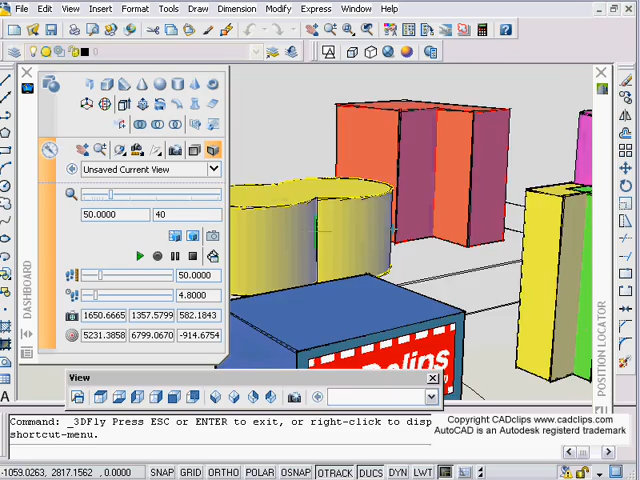 File Edit View Insert Format Tools Draw Dimension Modify Express Window Help
Unsaved Current View
50.0000 40
50.0000
4.8000
1650.6665 1357.5799 582.1843
5231.3858 6799.0670 -914.6754
DASHBOARD
POSITION LOCATOR
View
Command: _3DFly Press ESC or ENTER to exit, or right-click to disp
shortcut-menu.
Copyright CADclips www.cadclips.com
AutoCAD is an Autodesk registerd trademark
-1059.0263, 2817.1562 , 0.0000 SNAP GRID ORTHO POLAR OSNAP OTRACK DUCS DYN LWT